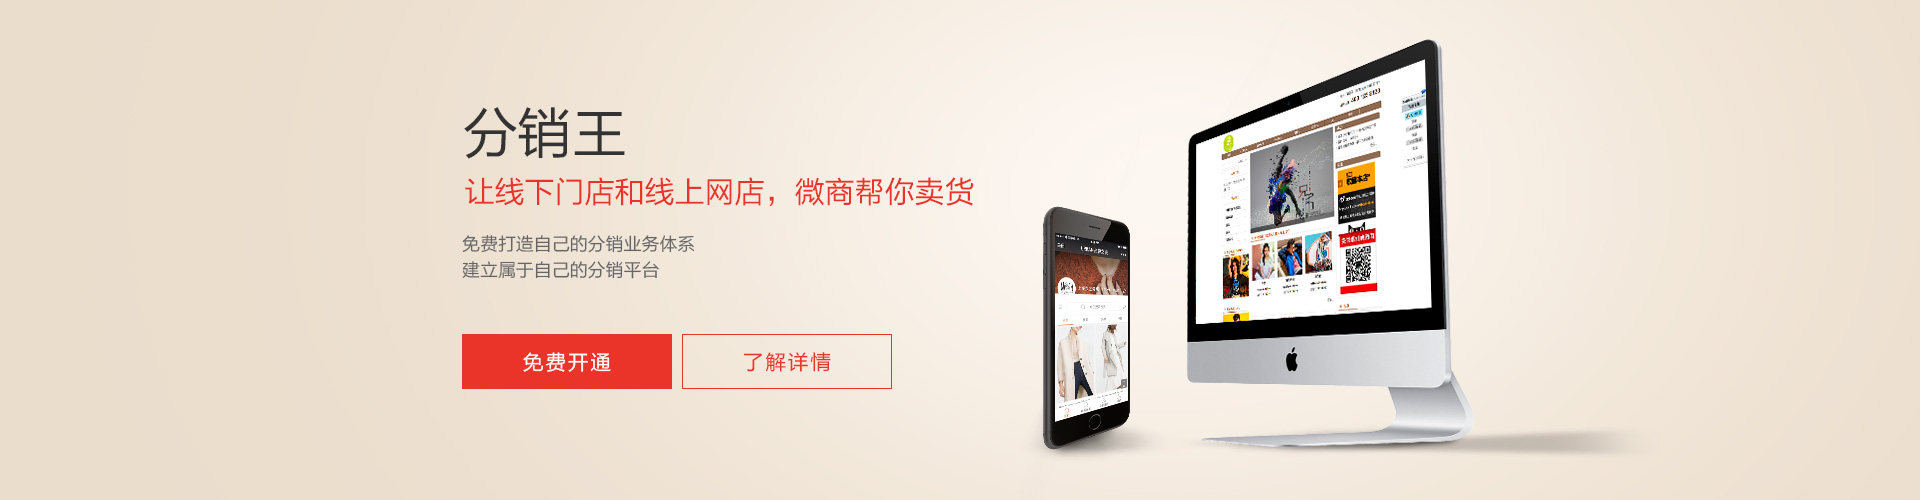 分销王
让线下门店和线上网店，微商帮你卖货
免费打造自己的分销业务体系
建立属于自己的分销平台
免费开通
了解详情